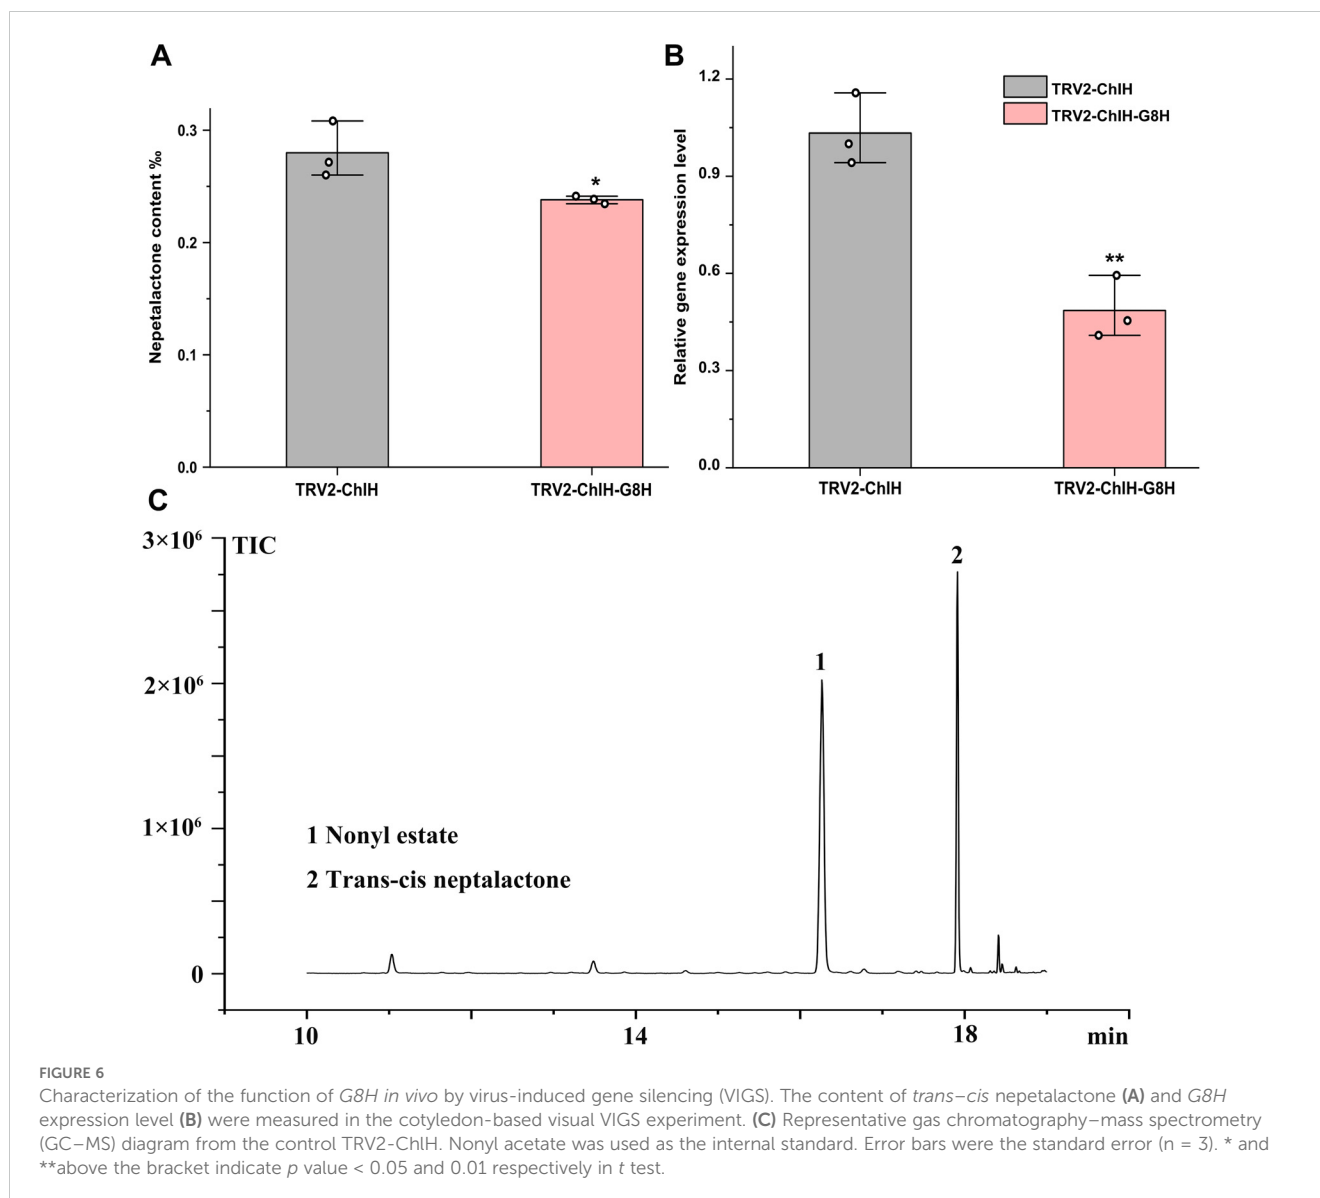 A
Nepetalactone content ‰
0.3
0.2
0.1
0.0
TRV2-ChlH
TRV2-ChlH-G8H
*
B
Relative gene expression level
1.2
0.9
0.6
0.3
0.0
TRV2-ChlH
TRV2-ChlH-G8H
**
TRV2-ChlH
TRV2-ChlH-G8H
C
3×10⁶
TIC
2×10⁶
1×10⁶
0
1
2
1 Nonyl estate
2 Trans-cis neptalactone
10
14
18
min
FIGURE 6
Characterization of the function of G8H in vivo by virus-induced gene silencing (VIGS). The content of trans–cis nepetalactone (A) and G8H
expression level (B) were measured in the cotyledon-based visual VIGS experiment. (C) Representative gas chromatography–mass spectrometry
(GC–MS) diagram from the control TRV2-ChlH. Nonyl acetate was used as the internal standard. Error bars were the standard error (n = 3). * and
**above the bracket indicate p value < 0.05 and 0.01 respectively in t test.